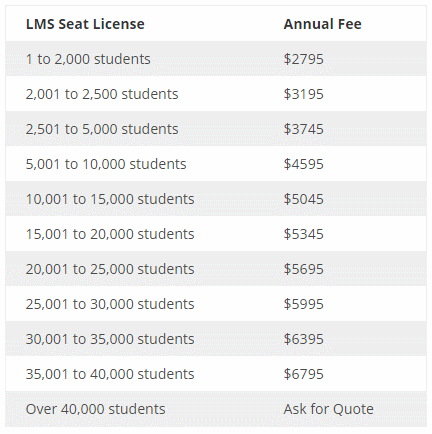 LMS Seat License Annual Fee
1 to 2,000 students $2795
2,001 to 2,500 students $3195
2,501 to 5,000 students $3745
5,001 to 10,000 students $4595
10,001 to 15,000 students $5045
15,001 to 20,000 students $5345
20,001 to 25,000 students $5695
25,001 to 30,000 students $5995
30,001 to 35,000 students $6395
35,001 to 40,000 students $6795
Over 40,000 students Ask for Quote